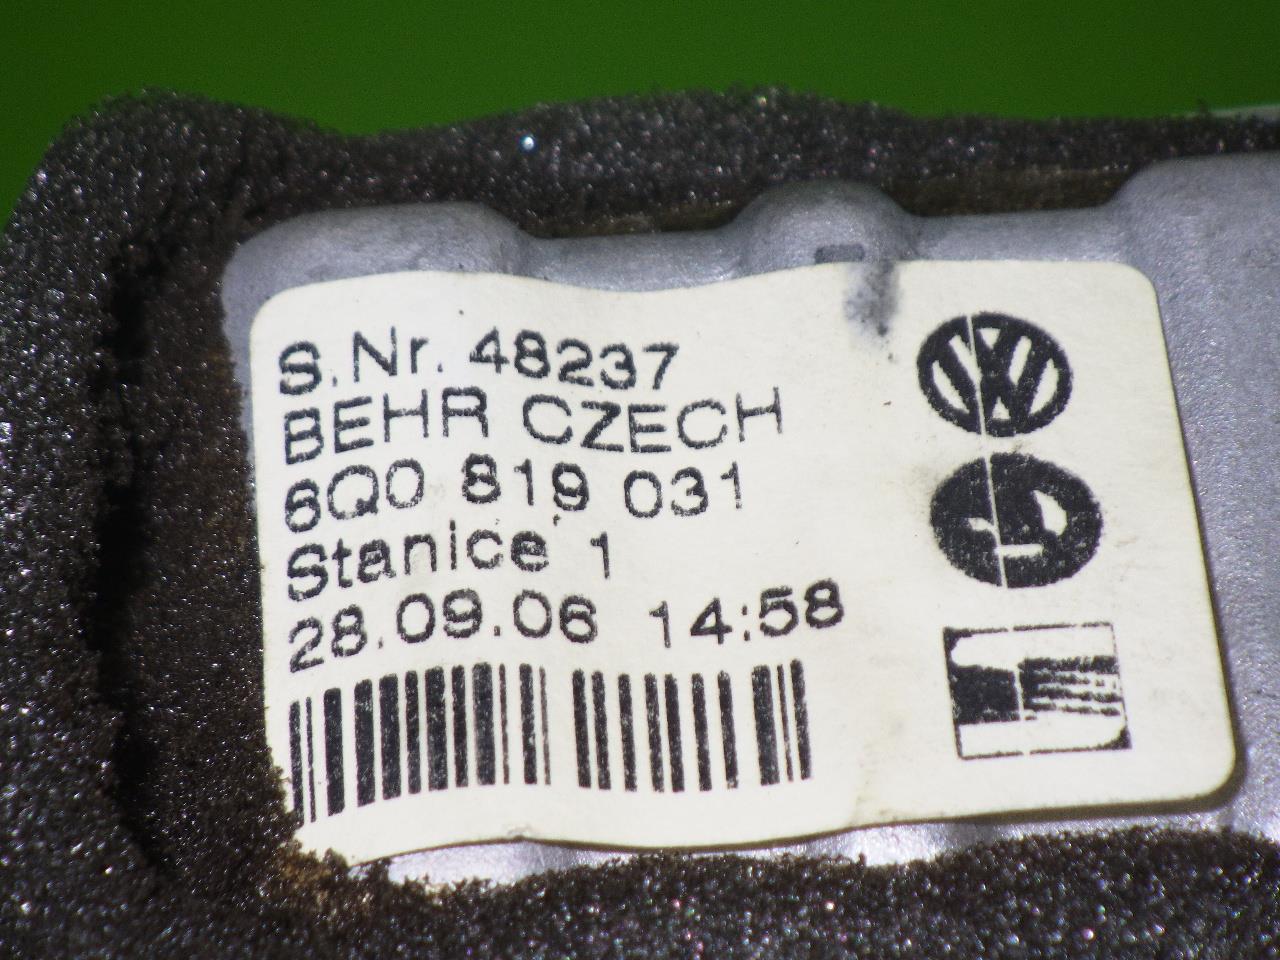 S.Nr. 48237
BEHR CZECH
6Q0 819 031
Stanice 1
28.09.06 14:58